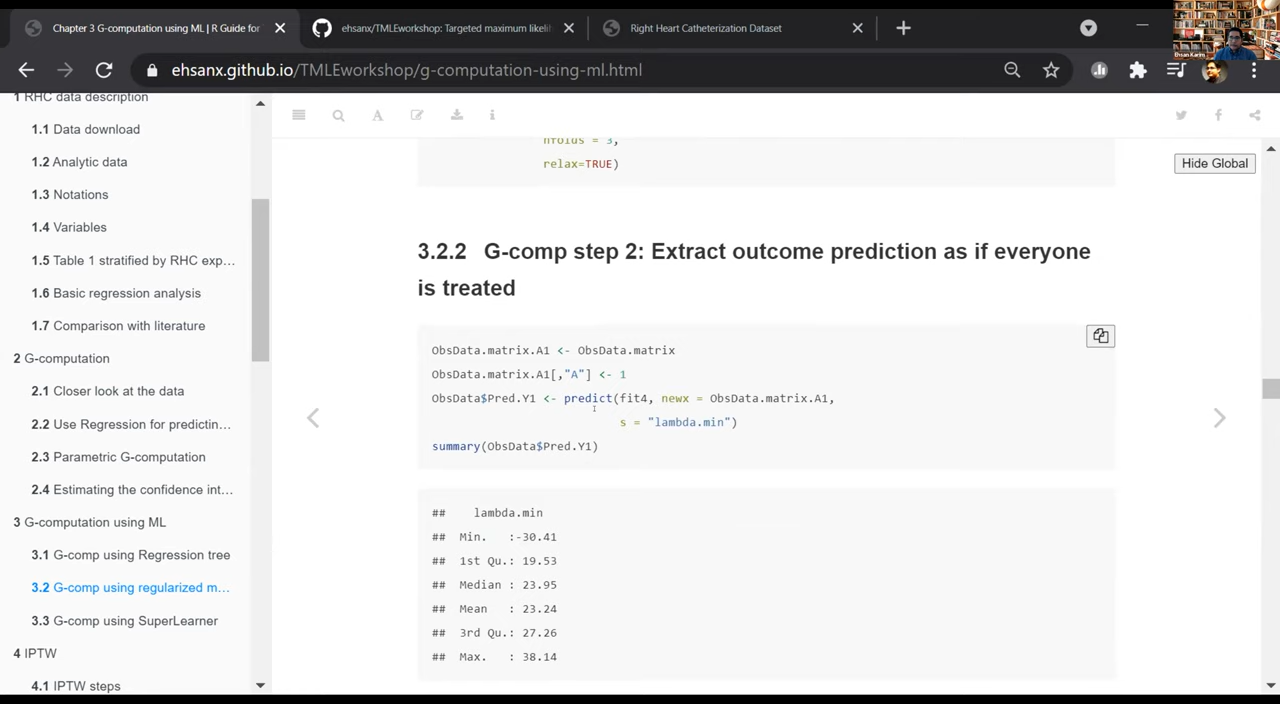 Chapter 3 G-computation using ML | R Guide for
ehsanx/TMLEworkshop: Targeted maximum likeli
Right Heart Catheterization Dataset
Ehsan Karim
ehsanx.github.io/TMLEworkshop/g-computation-using-ml.html
1 RHC data description
1.1 Data download
1.2 Analytic data
1.3 Notations
1.4 Variables
1.5 Table 1 stratified by RHC exp…
1.6 Basic regression analysis
1.7 Comparison with literature
2 G-computation
2.1 Closer look at the data
2.2 Use Regression for predictin…
2.3 Parametric G-computation
2.4 Estimating the confidence int…
3 G-computation using ML
3.1 G-comp using Regression tree
3.2 G-comp using regularized m…
3.3 G-comp using SuperLearner
4 IPTW
4.1 IPTW steps
nfolds = 3,
relax=TRUE)
Hide Global
3.2.2 G-comp step 2: Extract outcome prediction as if everyone
is treated
ObsData.matrix.A1 <- ObsData.matrix
ObsData.matrix.A1[,"A"] <- 1
ObsData$Pred.Y1 <- predict(fit4, newx = ObsData.matrix.A1,
s = "lambda.min")
summary(ObsData$Pred.Y1)
## lambda.min
## Min. :-30.41
## 1st Qu.: 19.53
## Median : 23.95
## Mean : 23.24
## 3rd Qu.: 27.26
## Max. : 38.14